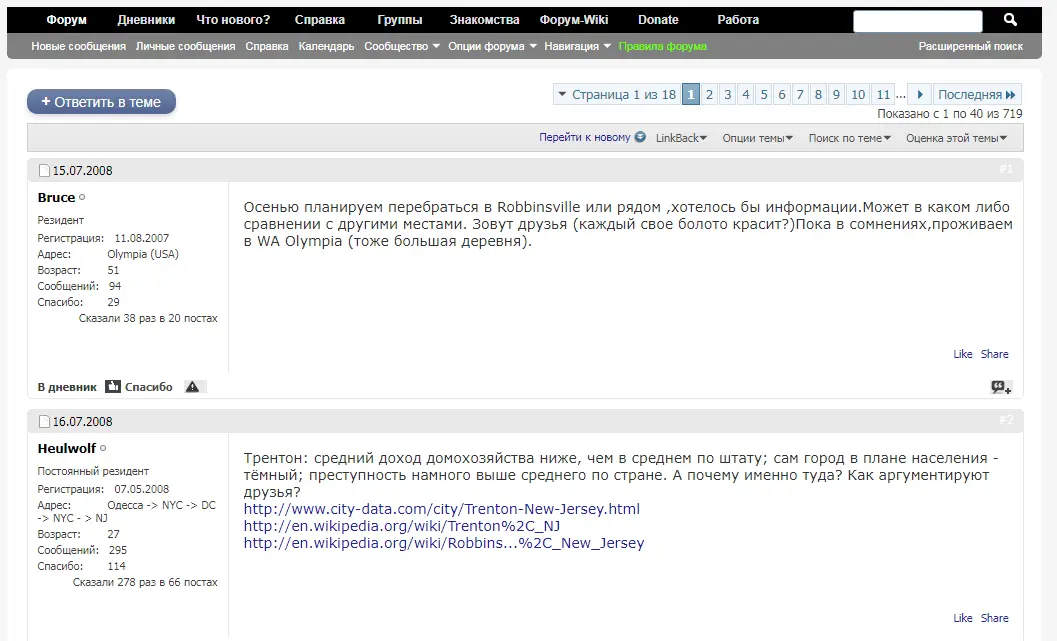 Форум Дневники Что нового? Справка Группы Знакомства Форум-Wiki Donate Работа
Новые сообщения Личные сообщения Справка Календарь Сообщество Опции форума Навигация Правила форума Расширенный поиск
+ Ответить в теме
Страница 1 из 18 1 2 3 4 5 6 7 8 9 10 11 ... Последняя
Показано с 1 по 40 из 719
Перейти к новому LinkBack Опции темы Поиск по теме Оценка этой темы
15.07.2008 #1
Bruce
Резидент
Регистрация: 11.08.2007
Адрес: Olympia (USA)
Возраст: 51
Сообщений: 94
Спасибо: 29
Сказали 38 раз в 20 постах
Осенью планируем перебраться в Robbinsville или рядом ,хотелось бы информации.Может в каком либо
сравнении с другими местами. Зовут друзья (каждый свое болото красит?)Пока в сомнениях,проживаем
в WA Olympia (тоже большая деревня).
Like Share
В дневник Спасибо
16.07.2008 #2
Heulwolf
Постоянный резидент
Регистрация: 07.05.2008
Адрес: Одесса -> NYC -> DC
-> NYC - > NJ
Возраст: 27
Сообщений: 295
Спасибо: 114
Сказали 278 раз в 66 постах
Трентон: средний доход домохозяйства ниже, чем в среднем по штату; сам город в плане населения -
тёмный; преступность намного выше среднего по стране. А почему именно туда? Как аргументируют
друзья?
http://www.city-data.com/city/Trenton-New-Jersey.html
http://en.wikipedia.org/wiki/Trenton%2C_NJ
http://en.wikipedia.org/wiki/Robbins...%2C_New_Jersey
Like Share